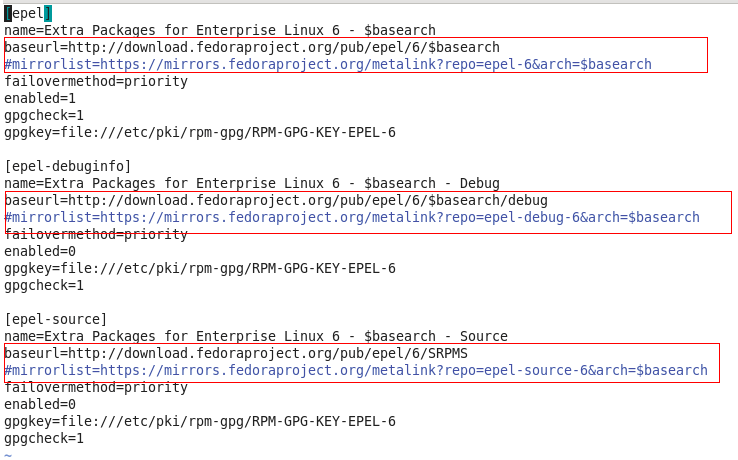 [epel]
name=Extra Packages for Enterprise Linux 6 - $basearch
baseurl=http://download.fedoraproject.org/pub/epel/6/$basearch
#mirrorlist=https://mirrors.fedoraproject.org/metalink?repo=epel-6&arch=$basearch
failovermethod=priority
enabled=1
gpgcheck=1
gpgkey=file:///etc/pki/rpm-gpg/RPM-GPG-KEY-EPEL-6

[epel-debuginfo]
name=Extra Packages for Enterprise Linux 6 - $basearch - Debug
baseurl=http://download.fedoraproject.org/pub/epel/6/$basearch/debug
#mirrorlist=https://mirrors.fedoraproject.org/metalink?repo=epel-debug-6&arch=$basearch
failovermethod=priority
enabled=0
gpgkey=file:///etc/pki/rpm-gpg/RPM-GPG-KEY-EPEL-6
gpgcheck=1

[epel-source]
name=Extra Packages for Enterprise Linux 6 - $basearch - Source
baseurl=http://download.fedoraproject.org/pub/epel/6/SRPMS
#mirrorlist=https://mirrors.fedoraproject.org/metalink?repo=epel-source-6&arch=$basearch
failovermethod=priority
enabled=0
gpgkey=file:///etc/pki/rpm-gpg/RPM-GPG-KEY-EPEL-6
gpgcheck=1
~